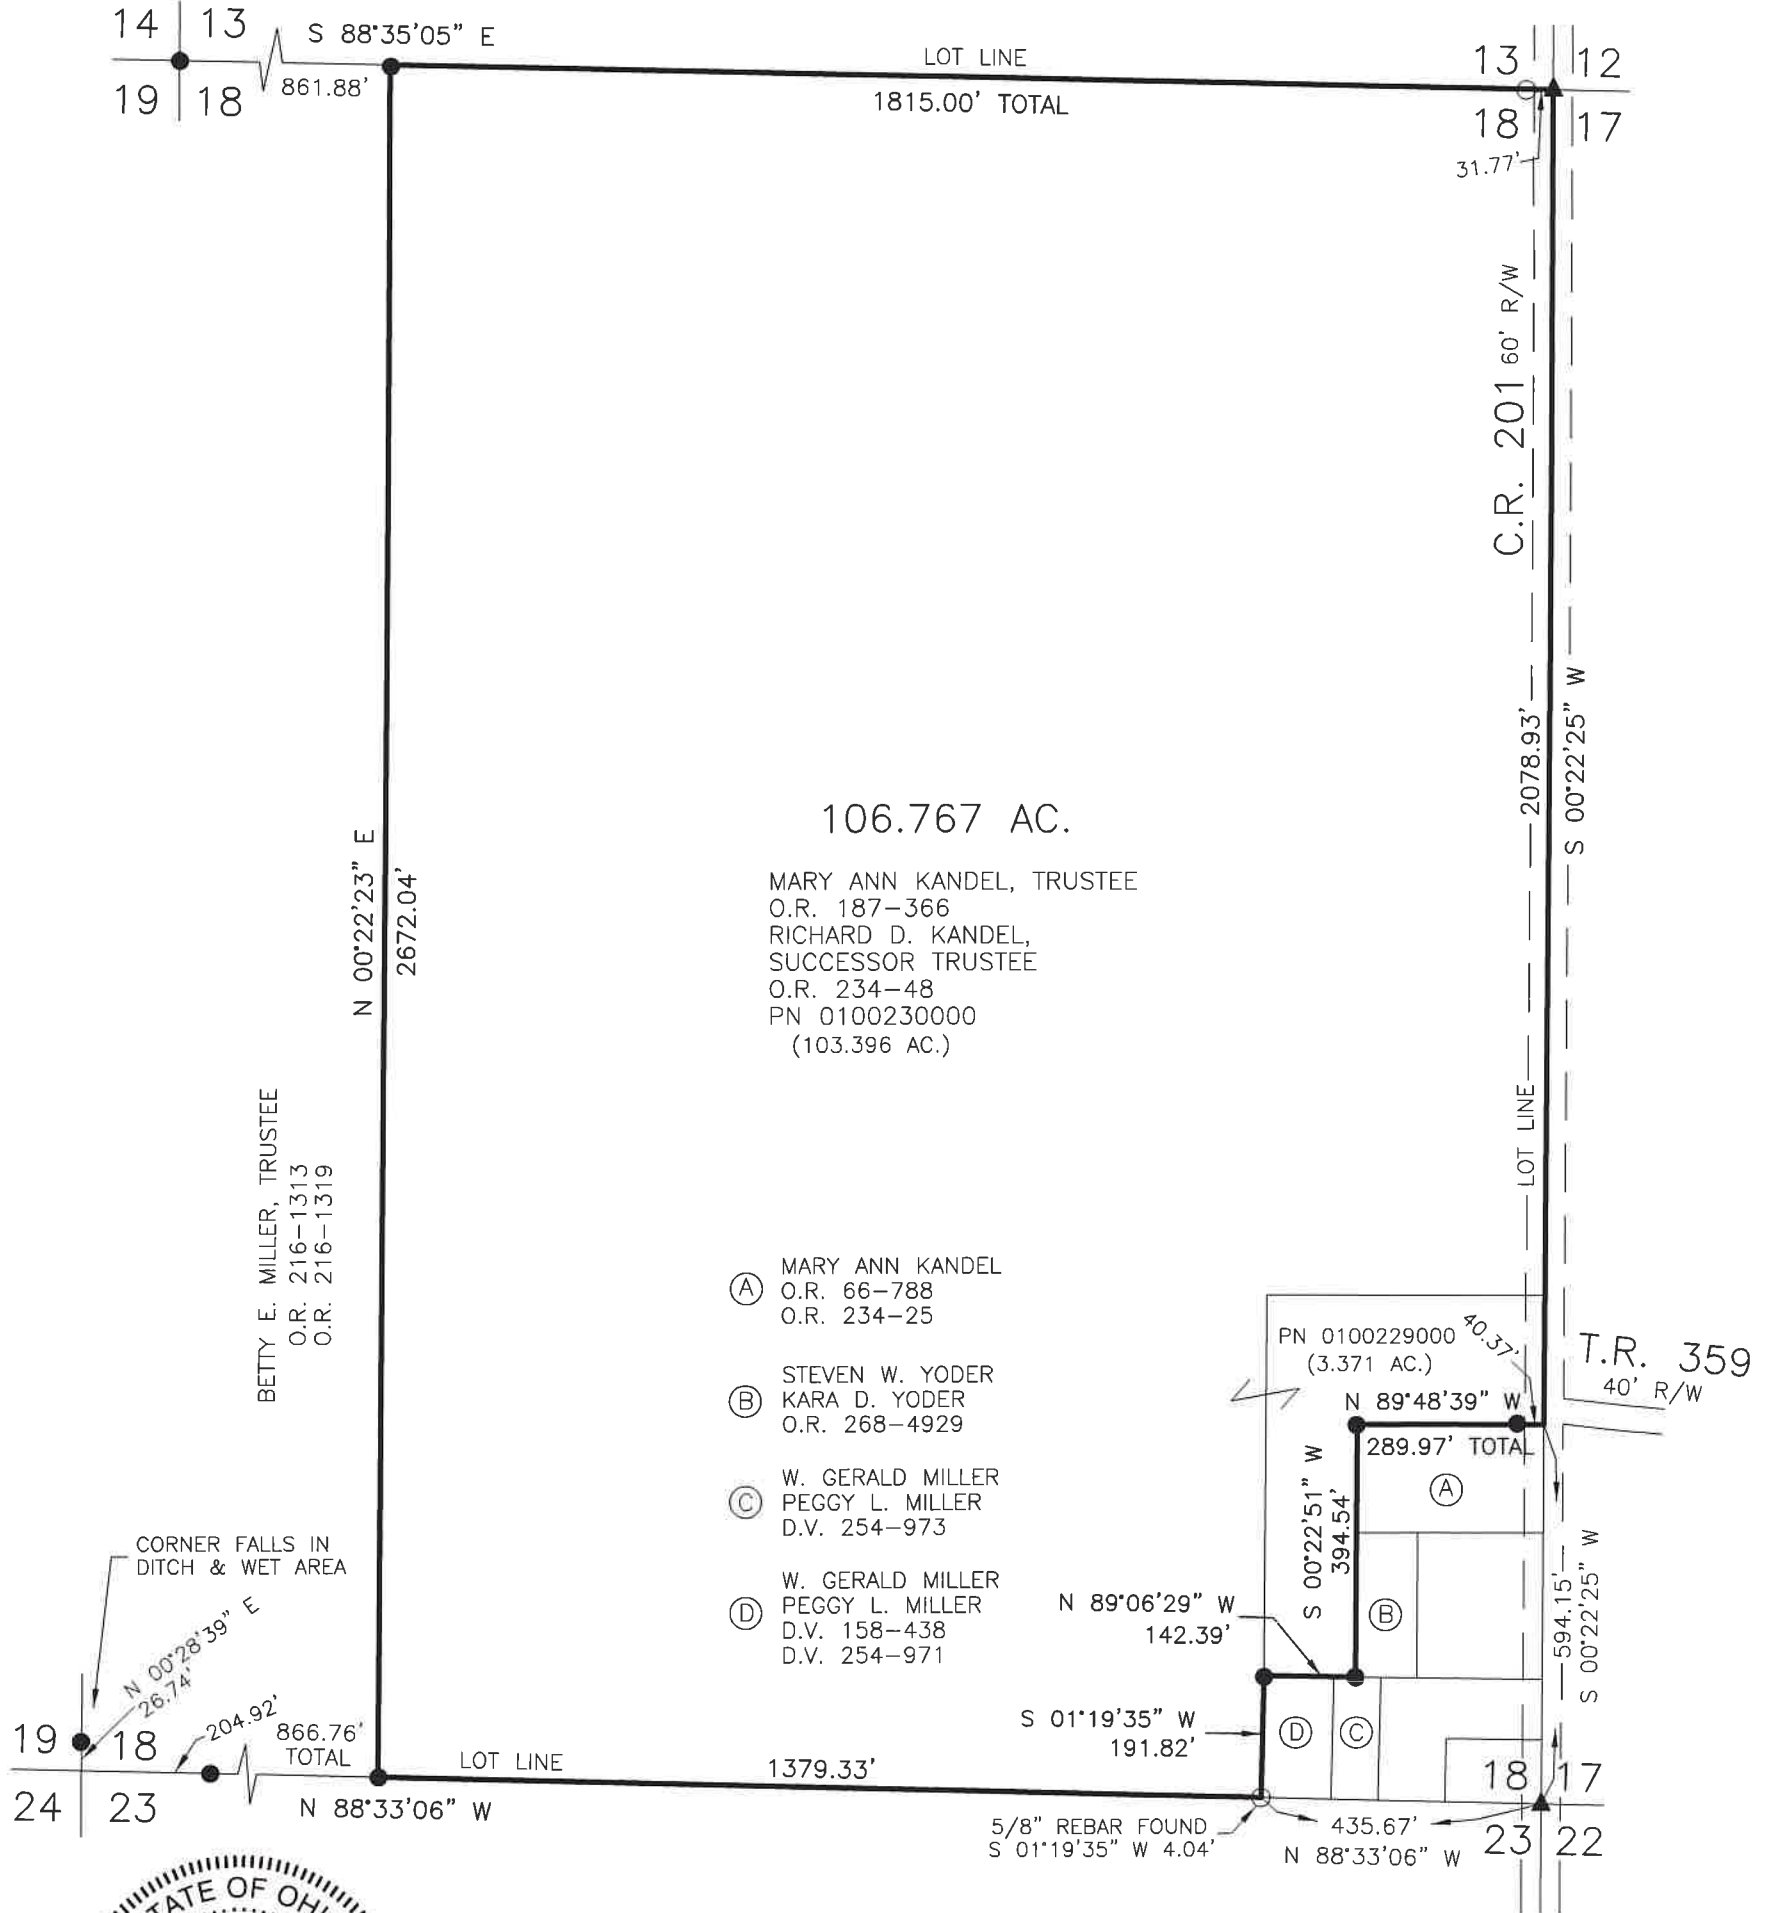 14 13
S 88°35'05" E
LOT LINE
13 12
19 18
861.88'
1815.00' TOTAL
18 17
31.77'
C.R. 201 60' R/W
2078.93'
S 00°22'25" W
LOT LINE
N 00°22'23" E
2672.04'
106.767 AC.
MARY ANN KANDEL, TRUSTEE
O.R. 187-366
RICHARD D. KANDEL,
SUCCESSOR TRUSTEE
O.R. 234-48
PN 0100230000
(103.396 AC.)
BETTY E. MILLER, TRUSTEE
O.R. 216-1313
O.R. 216-1319
A
MARY ANN KANDEL
O.R. 66-788
O.R. 234-25
B
STEVEN W. YODER
KARA D. YODER
O.R. 268-4929
C
W. GERALD MILLER
PEGGY L. MILLER
D.V. 254-973
D
W. GERALD MILLER
PEGGY L. MILLER
D.V. 158-438
D.V. 254-971
PN 0100229000
(3.371 AC.)
40.37'
T.R. 359
40' R/W
N 89°48'39" W
289.97' TOTAL
A
S 00°22'51" W
394.54'
B
594.15'
S 00°22'25" W
N 89°06'29" W
142.39'
S 01°19'35" W
191.82'
D
C
CORNER FALLS IN
DITCH & WET AREA
N 00°28'39" E
26.74'
204.92'
19 18
866.76'
TOTAL
LOT LINE
1379.33'
18 17
24 23
N 88°33'06" W
5/8" REBAR FOUND
S 01°19'35" W 4.04'
435.67'
N 88°33'06" W
23 22
STATE OF